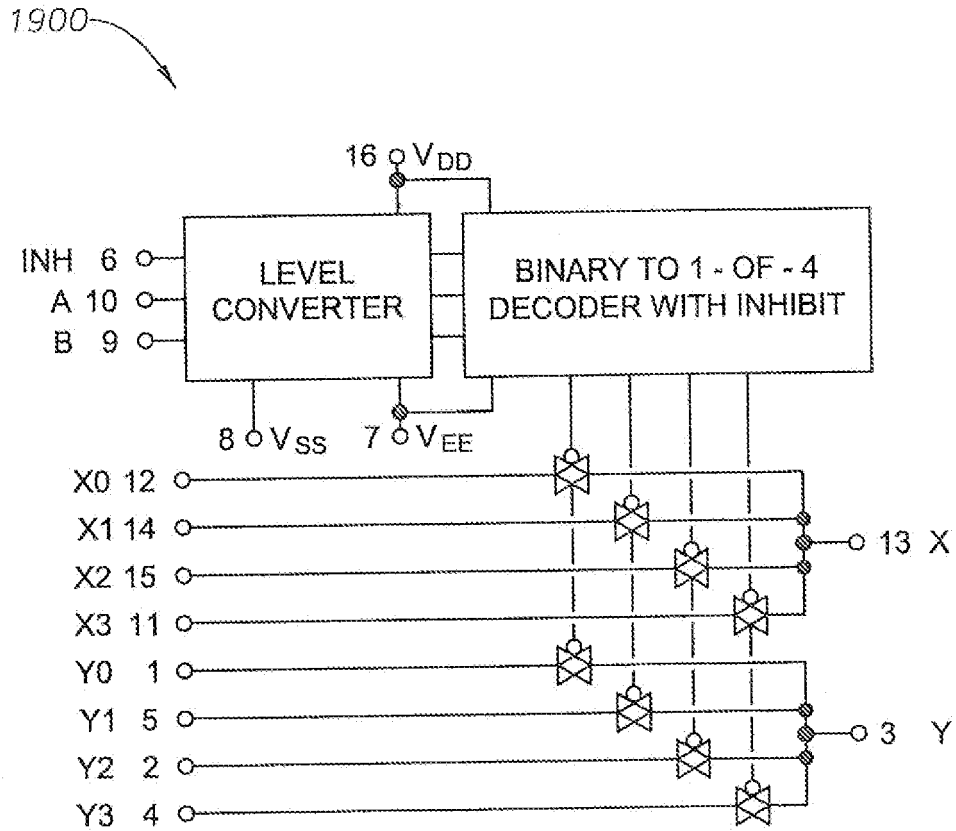 1900
16 VDD
INH 6
A 10
B 9
LEVEL
CONVERTER
BINARY TO 1 - OF - 4
DECODER WITH INHIBIT
8 VSS
7 VEE
X0 12
X1 14
X2 15
X3 11
13 X
Y0 1
Y1 5
Y2 2
Y3 4
3 Y